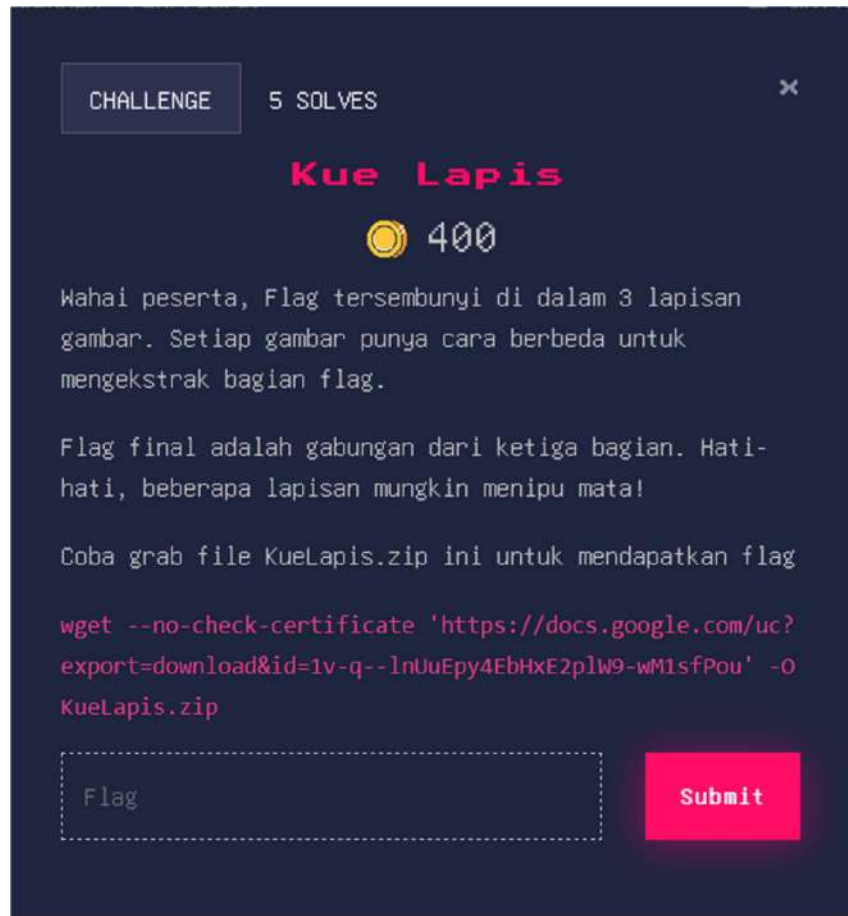 CHALLENGE
5 SOLVES
×
Kue Lapis
400
Wahai peserta, Flag tersembunyi di dalam 3 lapisan
gambar. Setiap gambar punya cara berbeda untuk
mengekstrak bagian flag.
Flag final adalah gabungan dari ketiga bagian. Hati-
hati, beberapa lapisan mungkin menipu mata!
Coba grab file KueLapis.zip ini untuk mendapatkan flag
wget --no-check-certificate 'https://docs.google.com/uc?
export=download&id=1v-q--lnUuEpy4EbHxE2plW9-wM1sfPou' -O
KueLapis.zip
Flag
Submit